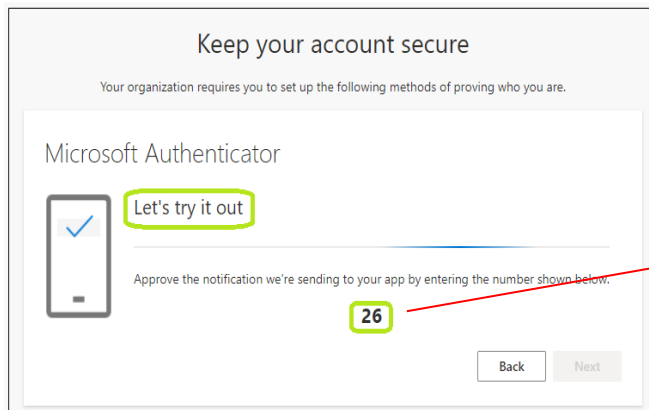 Keep your account secure
Your organization requires you to set up the following methods of proving who you are.
Microsoft Authenticator
Let's try it out
Approve the notification we're sending to your app by entering the number shown below.
26
Back
Next